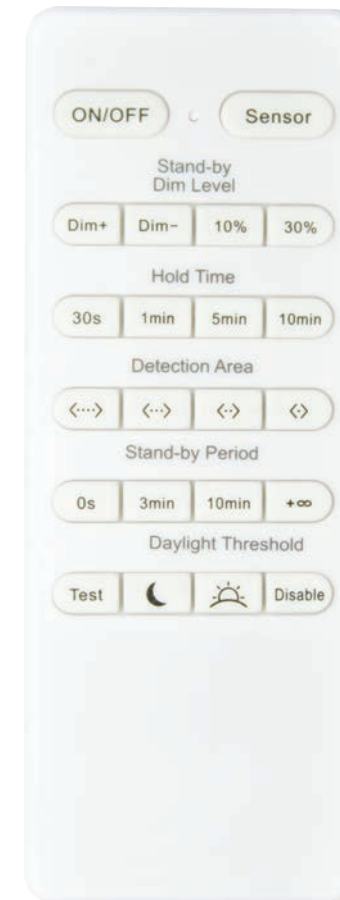 ON/OFF Sensor
Stand-by
Dim Level
Dim+ Dim− 10% 30%
Hold Time
30s 1min 5min 10min
Detection Area
<····> <···> <··> <·>
Stand-by Period
0s 3min 10min +∞
Daylight Threshold
Test Disable